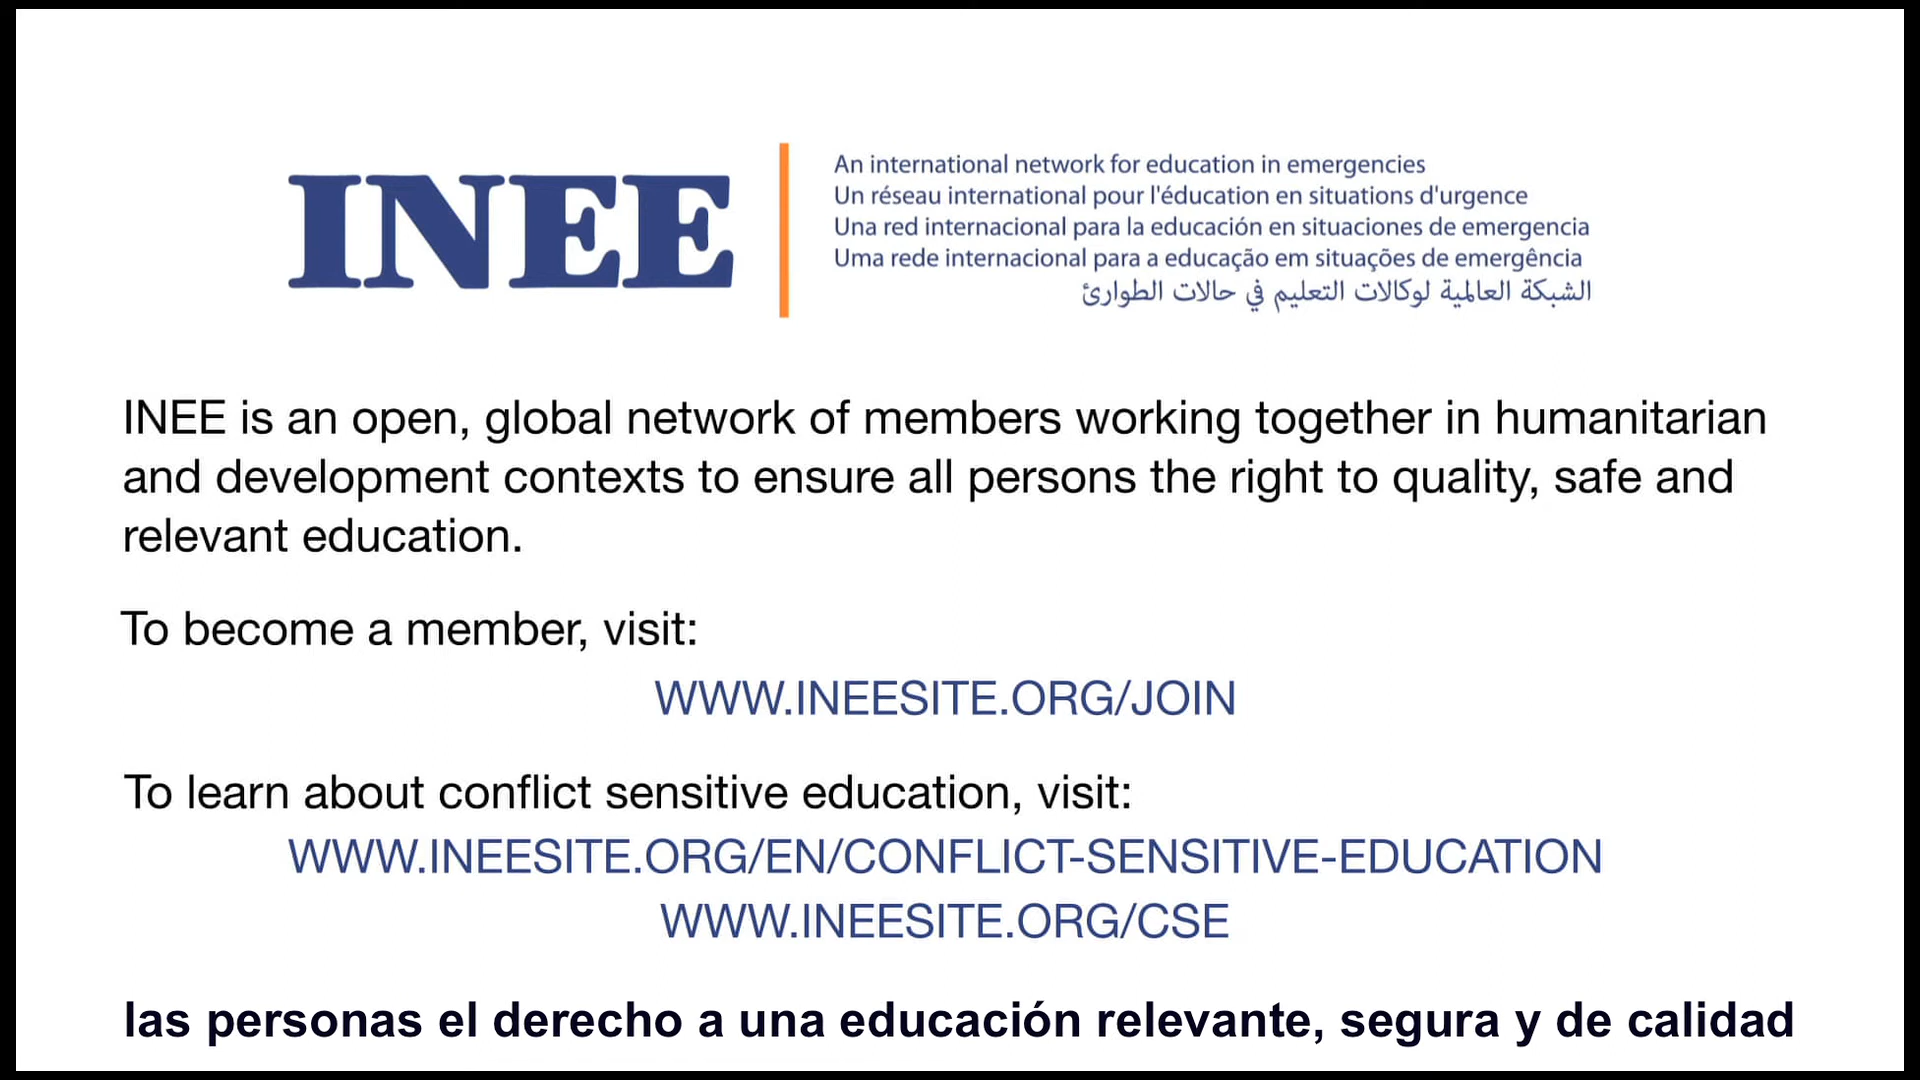 INEE
An international network for education in emergencies
Un réseau international pour l'éducation en situations d'urgence
Una red internacional para la educación en situaciones de emergencia
Uma rede internacional para a educação em situações de emergência
الشبكة العالمية لوكالات التعليم في حالات الطوارئ
INEE is an open, global network of members working together in humanitarian
and development contexts to ensure all persons the right to quality, safe and
relevant education.
To become a member, visit:
WWW.INEESITE.ORG/JOIN
To learn about conflict sensitive education, visit:
WWW.INEESITE.ORG/EN/CONFLICT-SENSITIVE-EDUCATION
WWW.INEESITE.ORG/CSE
las personas el derecho a una educación relevante, segura y de calidad